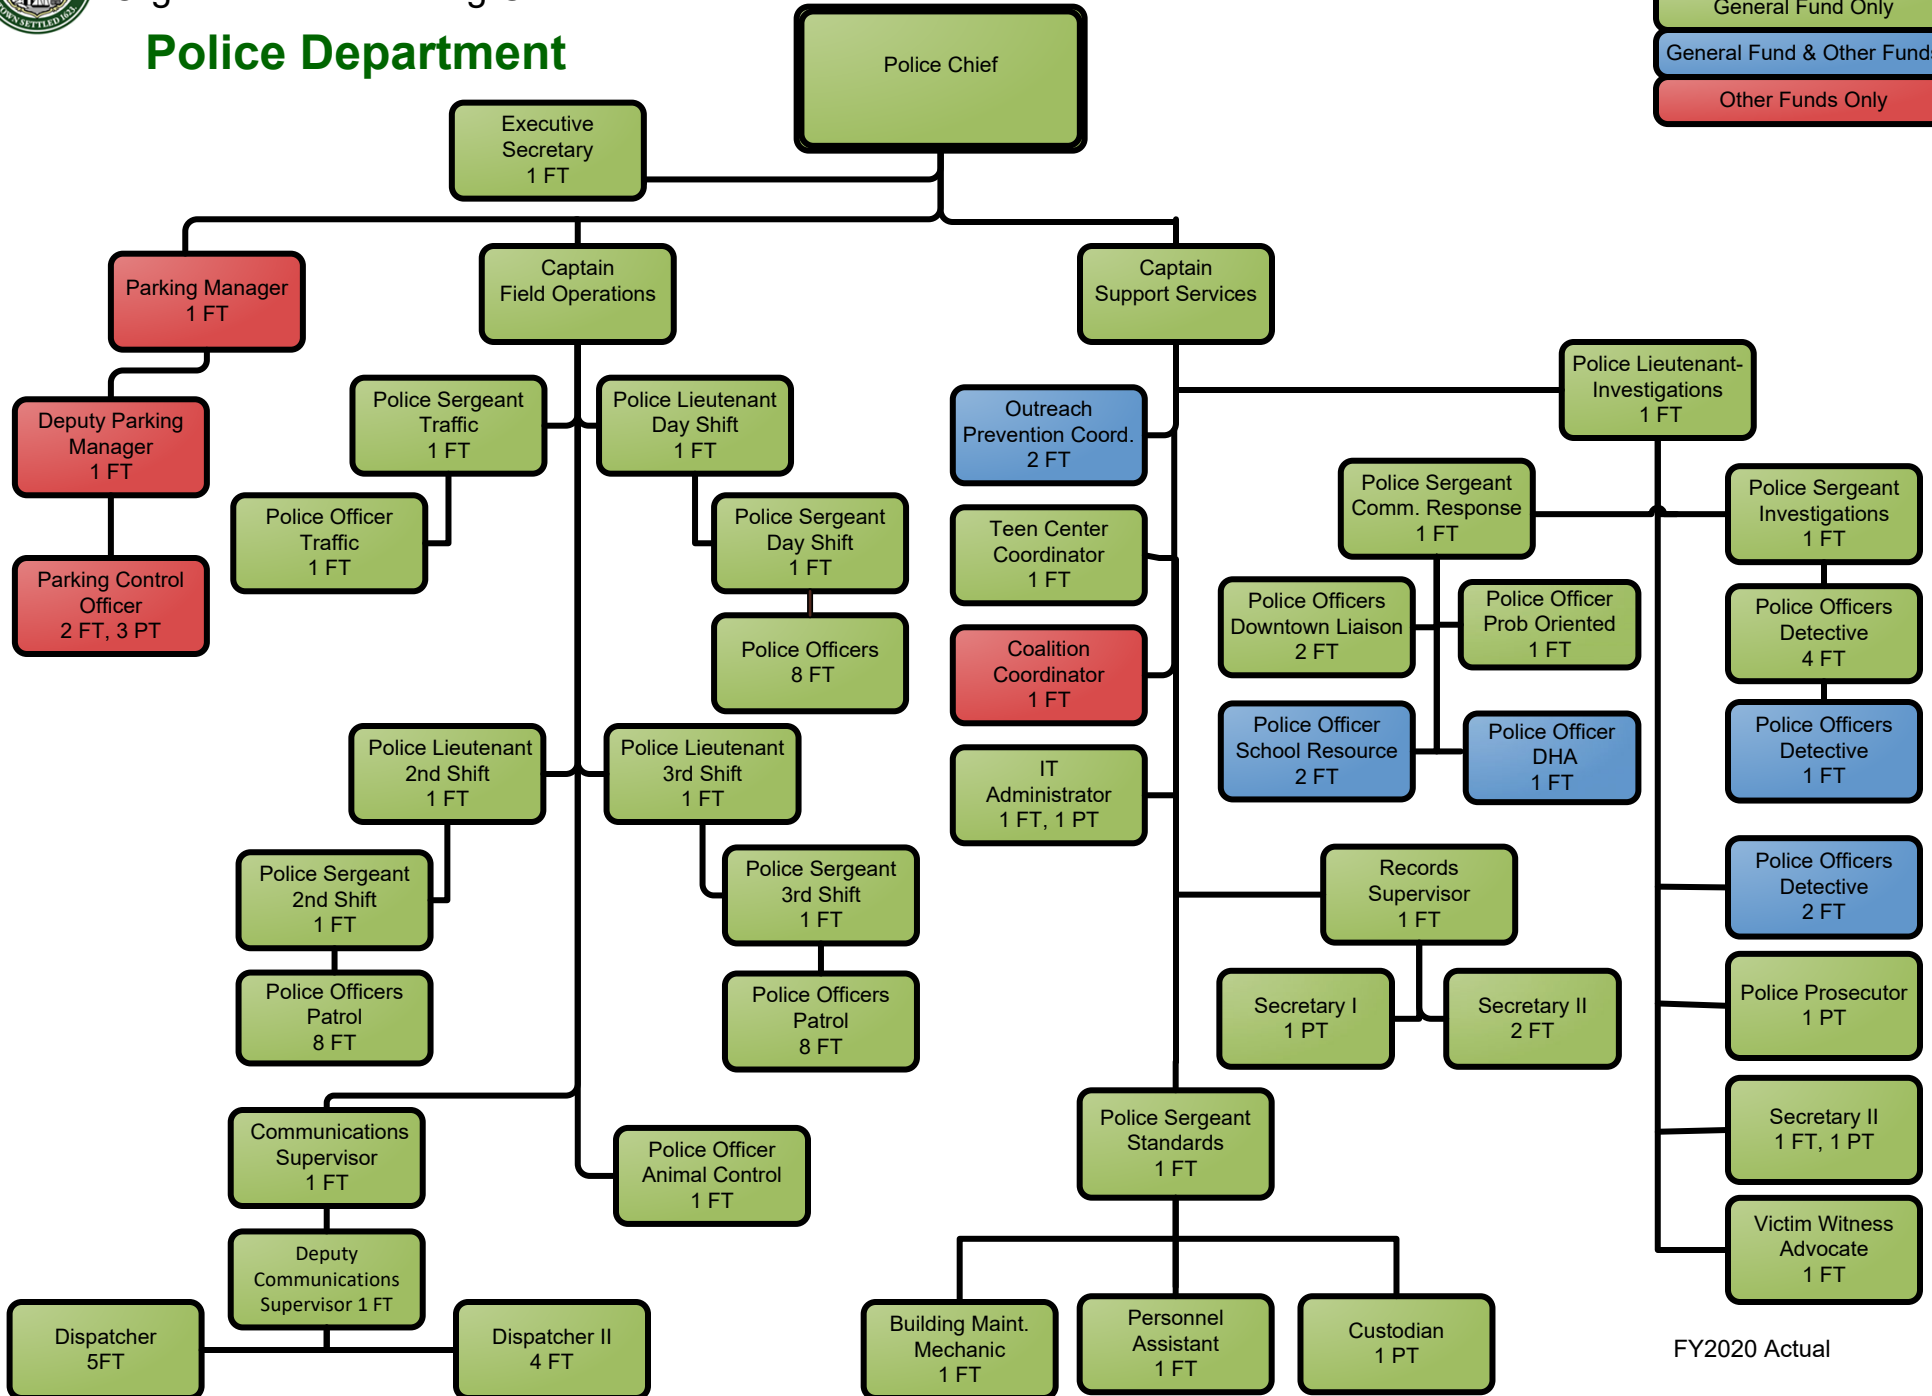 TOWN SETTLED 1623
Police Department
General Fund Only
General Fund & Other Funds
Other Funds Only
Police Chief
Executive
Secretary
1 FT
Parking Manager
1 FT
Captain
Field Operations
Captain
Support Services
Deputy Parking
Manager
1 FT
Parking Control
Officer
2 FT, 3 PT
Police Sergeant
Traffic
1 FT
Police Officer
Traffic
1 FT
Police Lieutenant
Day Shift
1 FT
Police Sergeant
Day Shift
1 FT
Police Officers
8 FT
Police Lieutenant
2nd Shift
1 FT
Police Sergeant
2nd Shift
1 FT
Police Officers
Patrol
8 FT
Police Lieutenant
3rd Shift
1 FT
Police Sergeant
3rd Shift
1 FT
Police Officers
Patrol
8 FT
Communications
Supervisor
1 FT
Deputy
Communications
Supervisor 1 FT
Dispatcher
5FT
Dispatcher II
4 FT
Police Officer
Animal Control
1 FT
Outreach
Prevention Coord.
2 FT
Teen Center
Coordinator
1 FT
Coalition
Coordinator
1 FT
IT
Administrator
1 FT, 1 PT
Police Lieutenant-
Investigations
1 FT
Police Sergeant
Comm. Response
1 FT
Police Officers
Downtown Liaison
2 FT
Police Officer
Prob Oriented
1 FT
Police Officer
School Resource
2 FT
Police Officer
DHA
1 FT
Police Sergeant
Investigations
1 FT
Police Officers
Detective
4 FT
Police Officers
Detective
1 FT
Police Officers
Detective
2 FT
Police Prosecutor
1 PT
Secretary II
1 FT, 1 PT
Victim Witness
Advocate
1 FT
Records
Supervisor
1 FT
Secretary I
1 PT
Secretary II
2 FT
Police Sergeant
Standards
1 FT
Building Maint.
Mechanic
1 FT
Personnel
Assistant
1 FT
Custodian
1 PT
FY2020 Actual